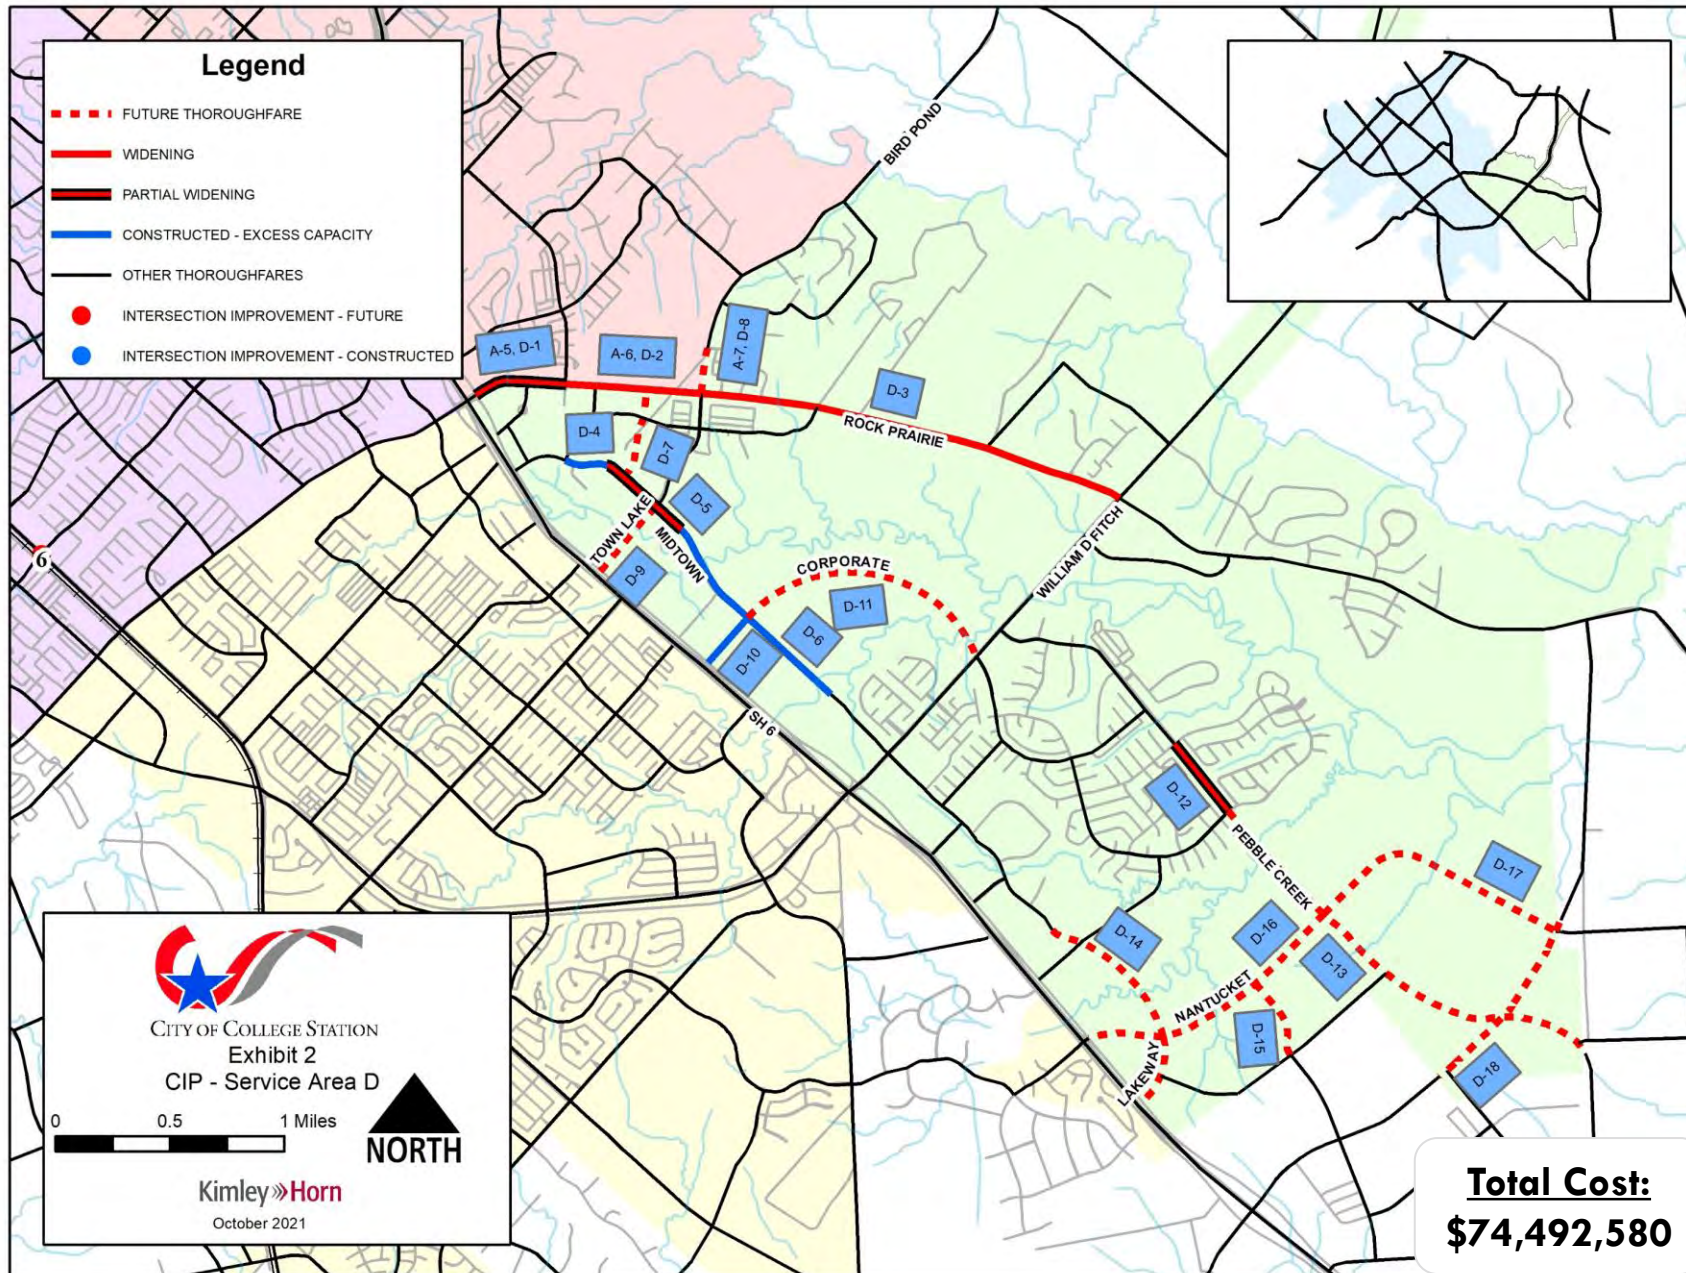 Legend
FUTURE THOROUGHFARE
WIDENING
PARTIAL WIDENING
CONSTRUCTED - EXCESS CAPACITY
OTHER THOROUGHFARES
INTERSECTION IMPROVEMENT - FUTURE
INTERSECTION IMPROVEMENT - CONSTRUCTED
BIRD POND
A-5, D-1
A-6, D-2
A-7, D-8
D-3
ROCK PRAIRIE
D-4
D-7
D-5
TOWN LAKE
MIDTOWN
D-9
CORPORATE
D-11
D-6
D-10
WILLIAM D FITCH
6
SH 6
D-12
PEBBLE CREEK
D-17
D-14
D-16
D-13
NANTUCKET
D-15
LAKEWAY
D-18
CITY OF COLLEGE STATION
Exhibit 2
CIP - Service Area D
0 0.5 1 Miles
NORTH
Kimley»Horn
October 2021
Total Cost:
$74,492,580